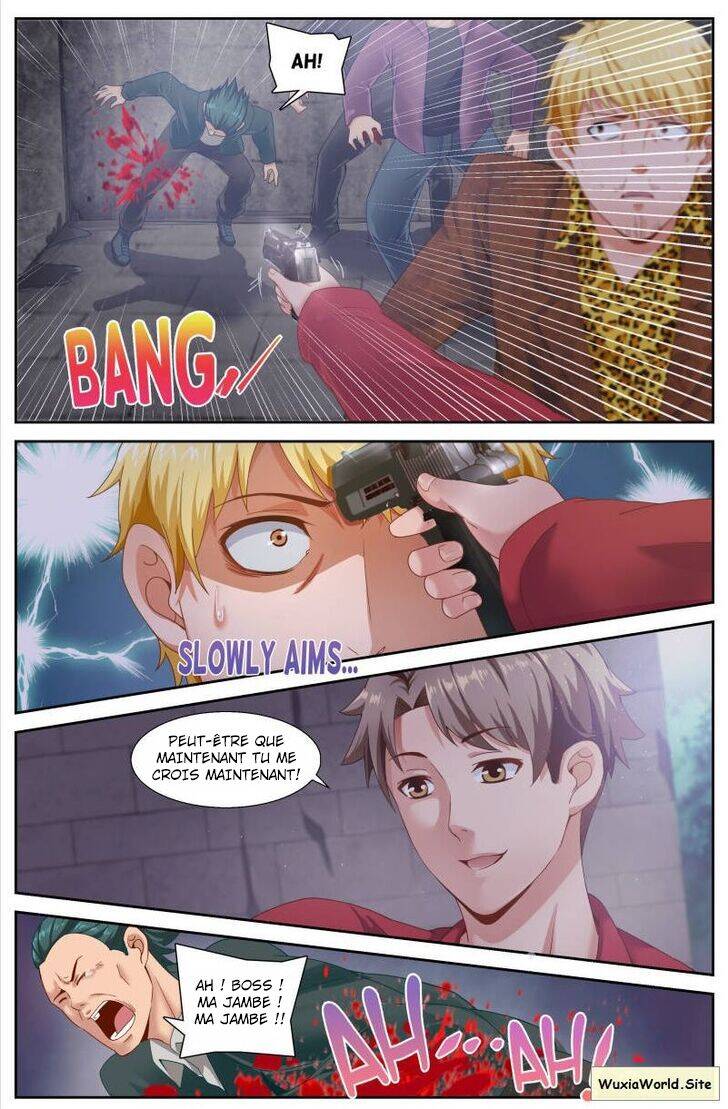 AH!
BANG,,!
SLOWLY AIMS...
PEUT-ÊTRE QUE
MAINTENANT TU ME
CROIS MAINTENANT!
AH ! BOSS !
MA JAMBE !
MA JAMBE !!
AH....AH!
WuxiaWorld.Site